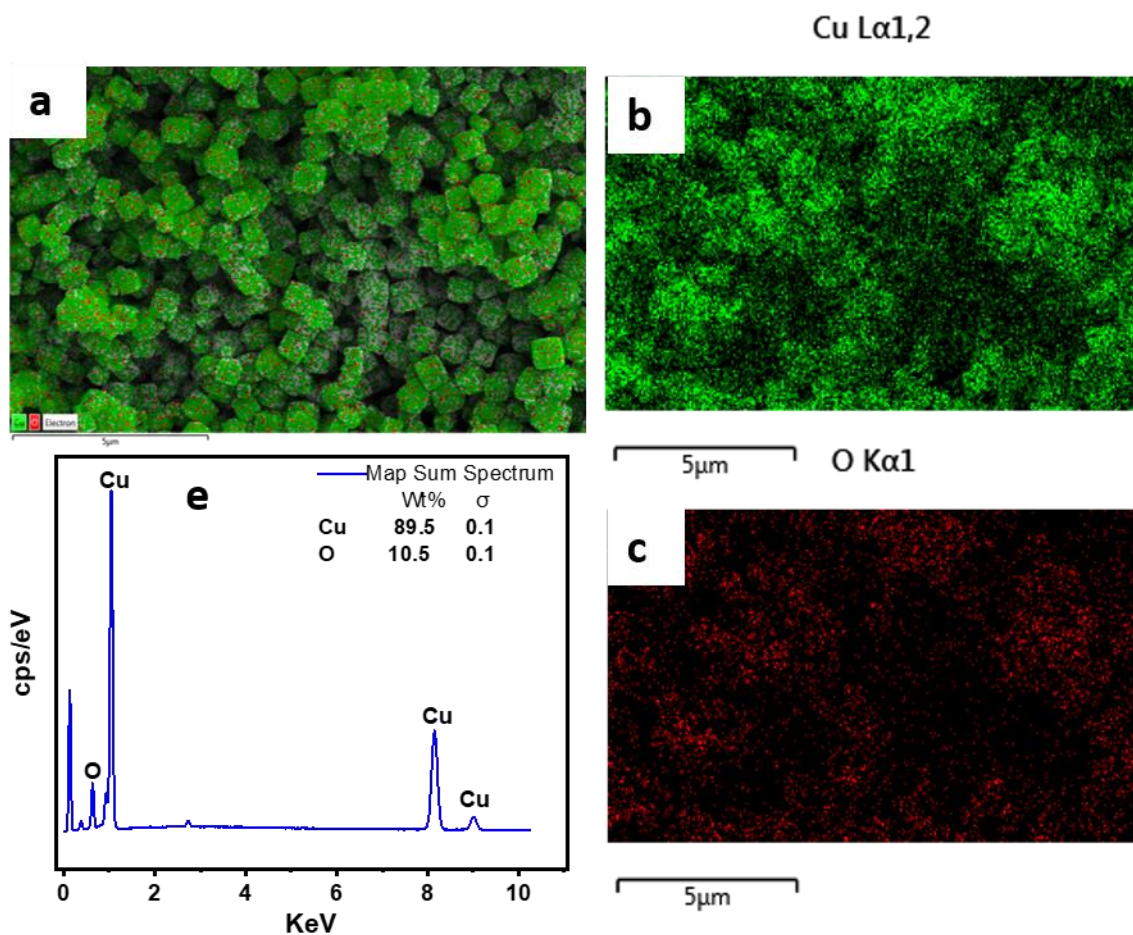 Cu Lα1,2
a
b
Cu O Electron
5μm
5μm
O Kα1
e
Map Sum Spectrum
Wt% σ
Cu 89.5 0.1
O 10.5 0.1
Cu
O
Cu
Cu
cps/eV
0 2 4 6 8 10
KeV
c
5μm